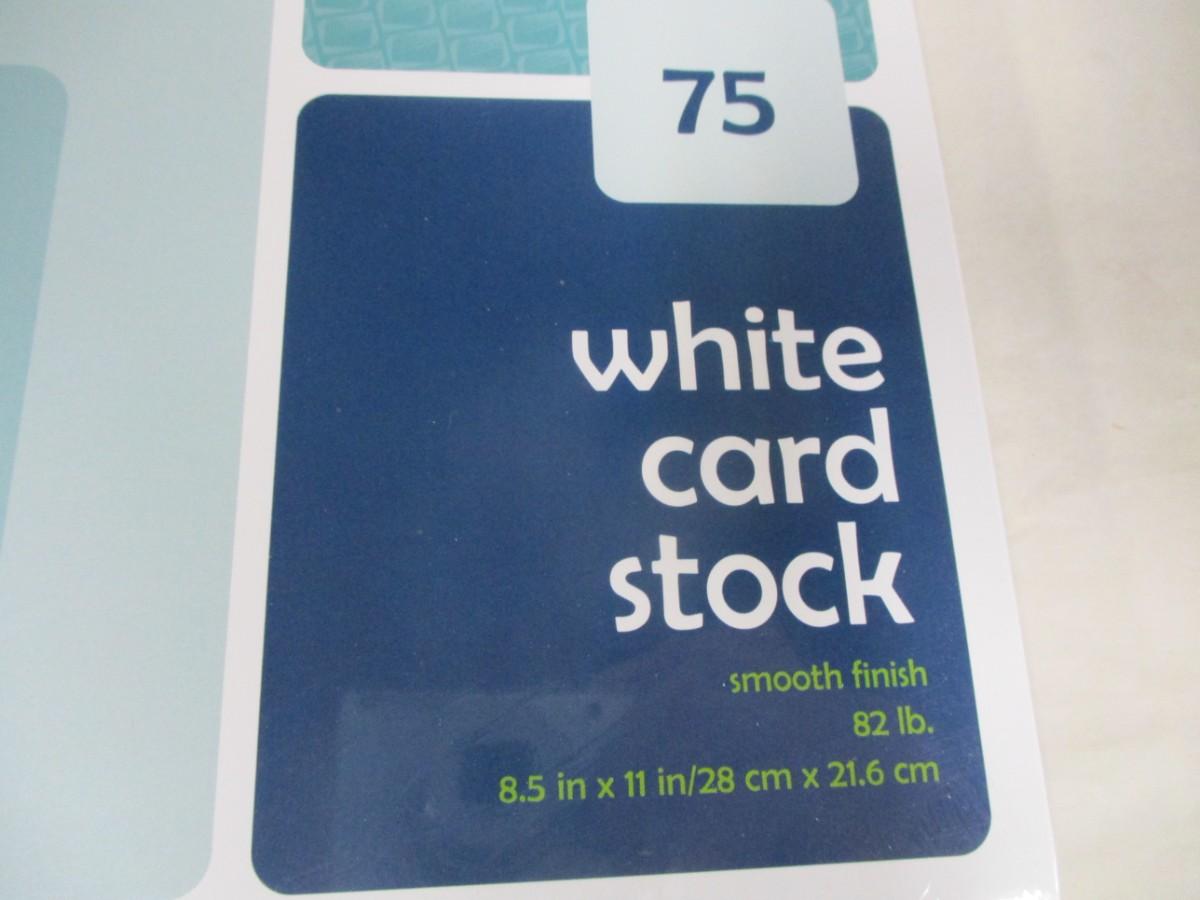 75
white
card
stock
smooth finish
82 lb.
8.5 in x 11 in/28 cm x 21.6 cm